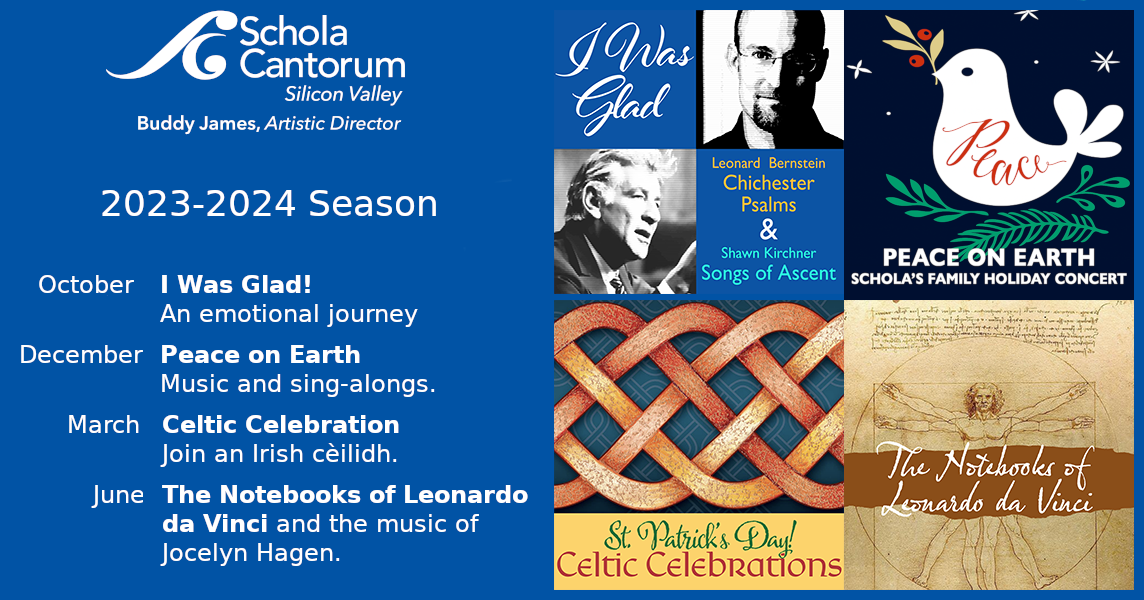 Schola
Cantorum
Silicon Valley
Buddy James, Artistic Director
2023-2024 Season
October I Was Glad!
An emotional journey
December Peace on Earth
Music and sing-alongs.
March Celtic Celebration
Join an Irish cèilidh.
June The Notebooks of Leonardo
da Vinci and the music of
Jocelyn Hagen.
I Was
Glad
Leonard Bernstein
Chichester
Psalms
&
Shawn Kirchner
Songs of Ascent
Peace
PEACE ON EARTH
SCHOLA'S FAMILY HOLIDAY CONCERT
St. Patrick's Day!
Celtic Celebrations
The Notebooks of
Leonardo da Vinci